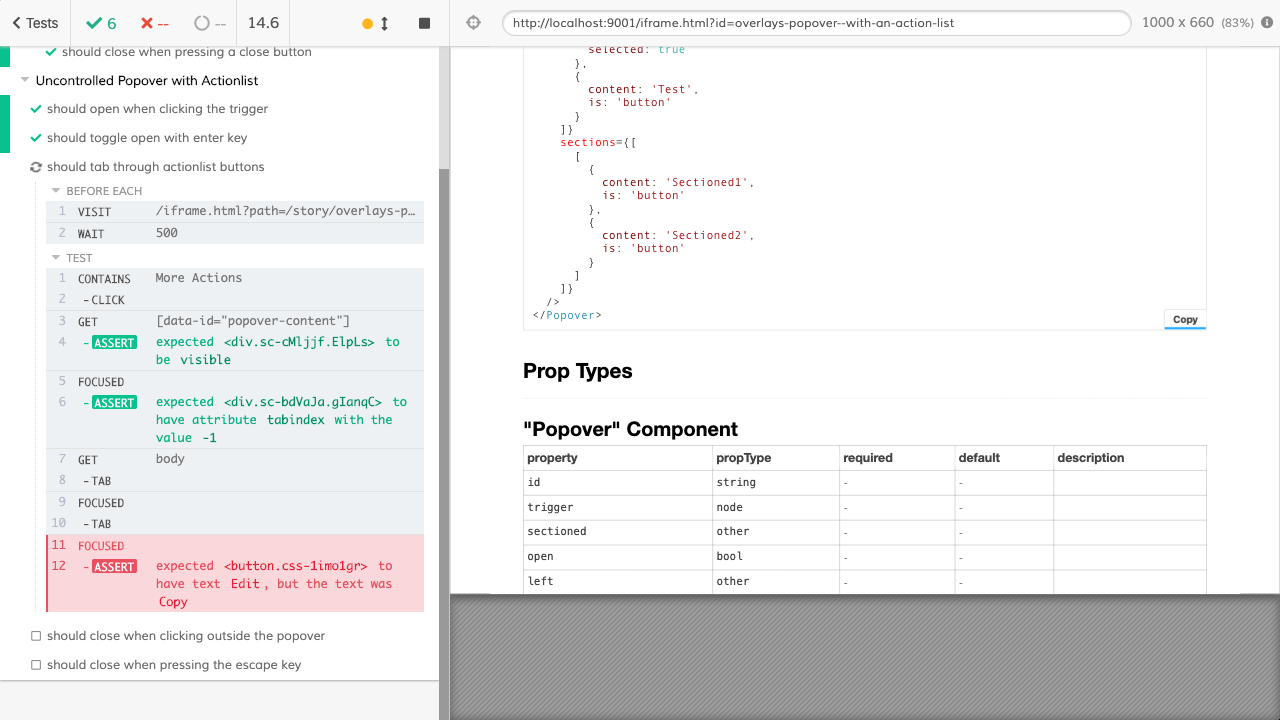 Tests
6
--
--
14.6
http://localhost:9001/iframe.html?id=overlays-popover--with-an-action-list
1000 x 660 (83%)
should close when pressing a close button
Uncontrolled Popover with Actionlist
should open when clicking the trigger
should toggle open with enter key
should tab through actionlist buttons
BEFORE EACH
1 VISIT /iframe.html?path=/story/overlays-p…
2 WAIT 500
TEST
1 CONTAINS More Actions
2 -CLICK
3 GET [data-id="popover-content"]
4 -ASSERT expected <div.sc-cMljjf.ElpLs> to
be visible
5 FOCUSED
6 -ASSERT expected <div.sc-bdVaJa.gIanqC> to
have attribute tabindex with the
value -1
7 GET body
8 -TAB
9 FOCUSED
10 -TAB
11 FOCUSED
12 -ASSERT expected <button.css-1imo1gr> to
have text Edit, but the text was
Copy
should close when clicking outside the popover
should close when pressing the escape key
selected: true
},
{
content: 'Test',
is: 'button'
}
]}
sections={[
[
{
content: 'Sectioned1',
is: 'button'
},
{
content: 'Sectioned2',
is: 'button'
}
]
]}
/>
</Popover>
Copy
Prop Types
"Popover" Component
property propType required default description
id string - -
trigger node - -
sectioned other - -
open bool - -
left other - -